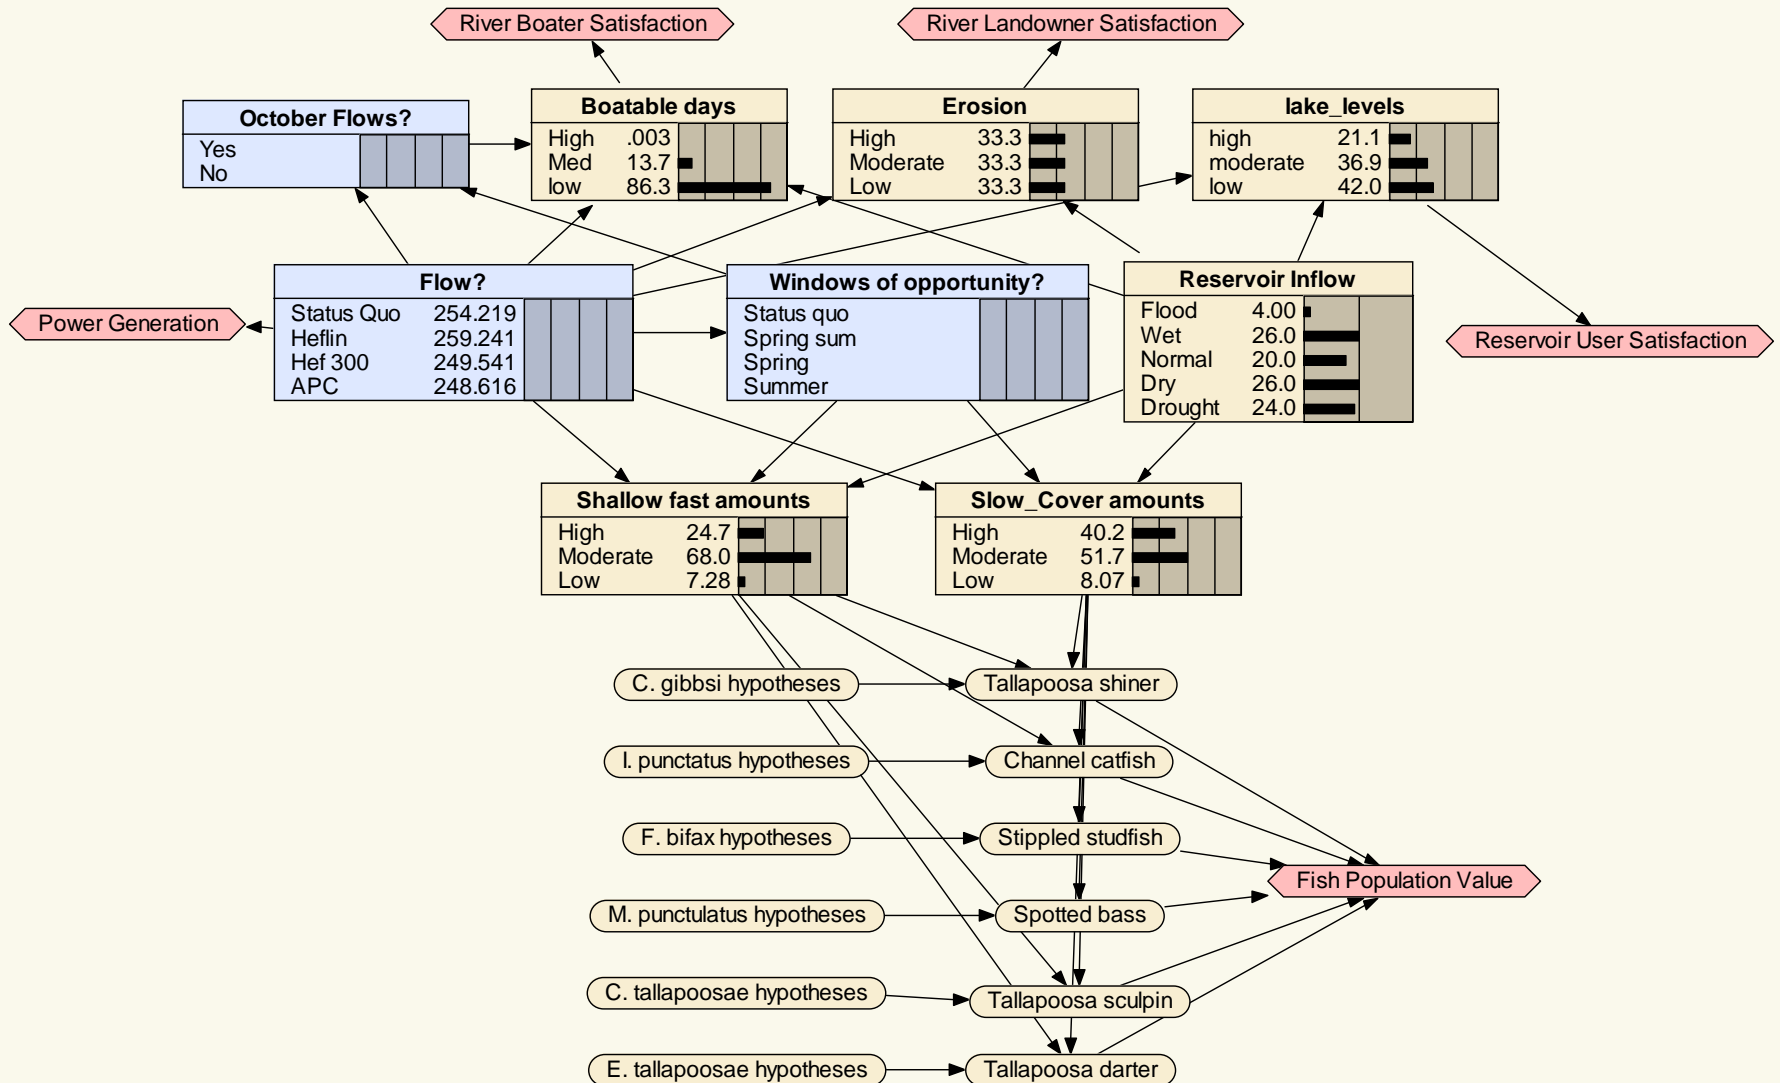 River Boater Satisfaction
River Landowner Satisfaction
October Flows?
Yes
No
Boatable days
High .003
Med 13.7
low 86.3
Erosion
High 33.3
Moderate 33.3
Low 33.3
lake_levels
high 21.1
moderate 36.9
low 42.0
Power Generation
Flow?
Status Quo 254.219
Heflin 259.241
Hef 300 249.541
APC 248.616
Windows of opportunity?
Status quo
Spring sum
Spring
Summer
Reservoir Inflow
Flood 4.00
Wet 26.0
Normal 20.0
Dry 26.0
Drought 24.0
Reservoir User Satisfaction
Shallow fast amounts
High 24.7
Moderate 68.0
Low 7.28
Slow_Cover amounts
High 40.2
Moderate 51.7
Low 8.07
C. gibbsi hypotheses
Tallapoosa shiner
I. punctatus hypotheses
Channel catfish
F. bifax hypotheses
Stippled studfish
Fish Population Value
M. punctulatus hypotheses
Spotted bass
C. tallapoosae hypotheses
Tallapoosa sculpin
E. tallapoosae hypotheses
Tallapoosa darter